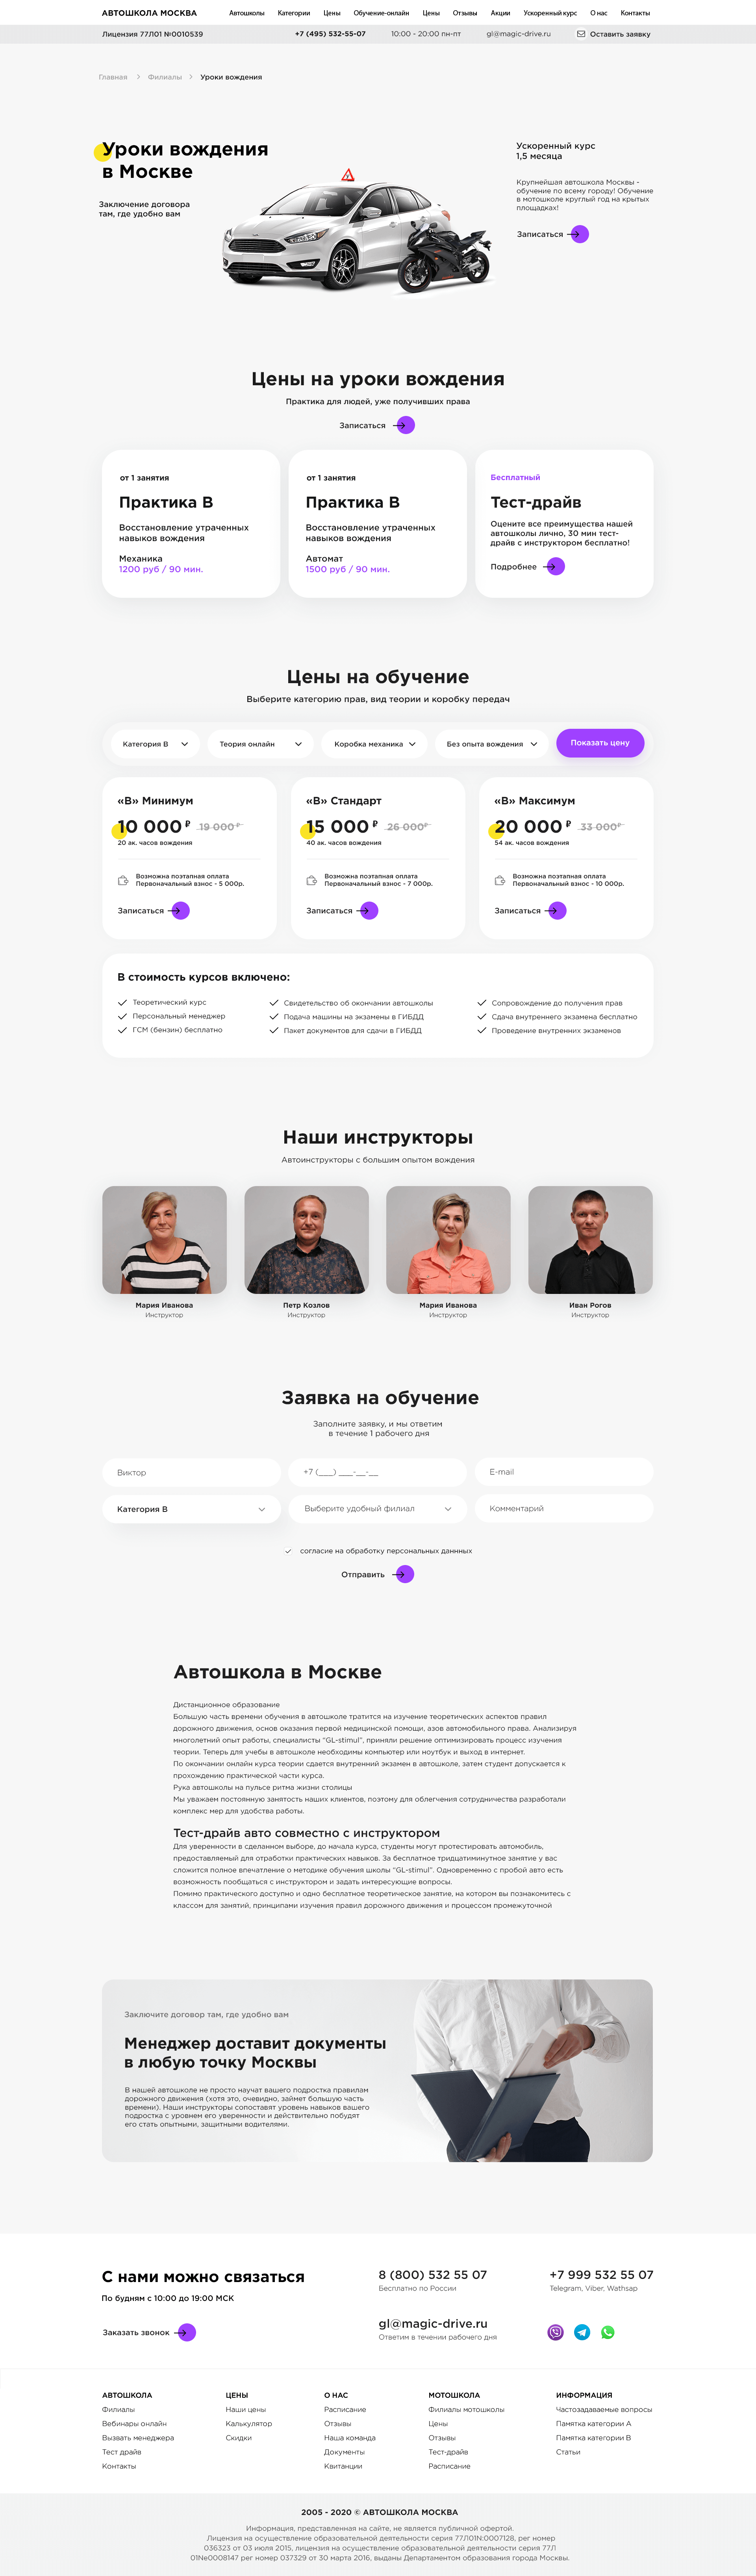 АВТОШКОЛА МОСКВА
Автошколы Категории Цены Обучение-онлайн Цены Отзывы Акции Ускоренный курс О нас Контакты
Лицензия 77Л01 №0010539
+7 (495) 532-55-07
10:00 - 20:00 пн-пт
gl@magic-drive.ru
Оставить заявку
Главная
Филиалы
Уроки вождения
Уроки вождения
в Москве
Заключение договора
там, где удобно вам
Ускоренный курс
1,5 месяца
Крупнейшая автошкола Москвы -
обучение по всему городу! Обучение
в мотошколе круглый год на крытых
площадках!
Записаться
Цены на уроки вождения
Практика для людей, уже получивших права
Записаться
от 1 занятия
Практика В
Восстановление утраченных
навыков вождения
Механика
1200 руб / 90 мин.
от 1 занятия
Практика В
Восстановление утраченных
навыков вождения
Автомат
1500 руб / 90 мин.
Бесплатный
Тест-драйв
Оцените все преимущества нашей
автошколы лично, 30 мин тест-
драйв с инструктором бесплатно!
Подробнее
Цены на обучение
Выберите категорию прав, вид теории и коробку передач
Категория В
Теория онлайн
Коробка механика
Без опыта вождения
Показать цену
«В» Минимум
10 000 ₽ 19 000 ₽
20 ак. часов вождения
Возможна поэтапная оплата
Первоначальный взнос - 5 000р.
Записаться
«В» Стандарт
15 000 ₽ 26 000₽
40 ак. часов вождения
Возможна поэтапная оплата
Первоначальный взнос - 7 000р.
Записаться
«В» Максимум
20 000 ₽ 33 000₽
54 ак. часов вождения
Возможна поэтапная оплата
Первоначальный взнос - 10 000р.
Записаться
В стоимость курсов включено:
Теоретический курс
Персональный менеджер
ГСМ (бензин) бесплатно
Свидетельство об окончании автошколы
Подача машины на экзамены в ГИБДД
Пакет документов для сдачи в ГИБДД
Сопровождение до получения прав
Сдача внутреннего экзамена бесплатно
Проведение внутренних экзаменов
Наши инструкторы
Автоинструкторы с большим опытом вождения
Мария Иванова
Инструктор
Петр Козлов
Инструктор
Мария Иванова
Инструктор
Иван Рогов
Инструктор
Заявка на обучение
Заполните заявку, и мы ответим
в течение 1 рабочего дня
Виктор
+7 (___) ___-__-__
E-mail
Категория В
Выберите удобный филиал
Комментарий
согласие на обработку персональных даннных
Отправить
Автошкола в Москве
Дистанционное образование
Большую часть времени обучения в автошколе тратится на изучение теоретических аспектов правил
дорожного движения, основ оказания первой медицинской помощи, азов автомобильного права. Анализируя
многолетний опыт работы, специалисты "GL-stimul", приняли решение оптимизировать процесс изучения
теории. Теперь для учебы в автошколе необходимы компьютер или ноутбук и выход в интернет.
По окончании онлайн курса теории сдается внутренний экзамен в автошколе, затем студент допускается к
прохождению практической части курса.
Рука автошколы на пульсе ритма жизни столицы
Мы уважаем постоянную занятость наших клиентов, поэтому для облегчения сотрудничества разработали
комплекс мер для удобства работы.
Тест-драйв авто совместно с инструктором
Для уверенности в сделанном выборе, до начала курса, студенты могут протестировать автомобиль,
предоставляемый для отработки практических навыков. За бесплатное тридцатиминутное занятие у вас
сложится полное впечатление о методике обучения школы "GL-stimul". Одновременно с пробой авто есть
возможность пообщаться с инструктором и задать интересующие вопросы.
Помимо практического доступно и одно бесплатное теоретическое занятие, на котором вы познакомитесь с
классом для занятий, принципами изучения правил дорожного движения и процессом промежуточной
Заключите договор там, где удобно вам
Менеджер доставит документы
в любую точку Москвы
В нашей автошколе не просто научат вашего подростка правилам
дорожного движения (хотя это, очевидно, займет большую часть
времени). Наши инструкторы сопоставят уровень навыков вашего
подростка с уровнем его уверенности и действительно побудят
его стать опытными, защитными водителями.
С нами можно связаться
По будням с 10:00 до 19:00 МСК
Заказать звонок
8 (800) 532 55 07
Бесплатно по России
+7 999 532 55 07
Telegram, Viber, Wathsap
gl@magic-drive.ru
Ответим в течении рабочего дня
АВТОШКОЛА
Филиалы
Вебинары онлайн
Вызвать менеджера
Тест драйв
Контакты
ЦЕНЫ
Наши цены
Калькулятор
Скидки
О НАС
Расписание
Отзывы
Наша команда
Документы
Квитанции
МОТОШКОЛА
Филиалы мотошколы
Цены
Отзывы
Тест-драйв
Расписание
ИНФОРМАЦИЯ
Частозадаваемые вопросы
Памятка категории А
Памятка категории В
Статьи
2005 - 2020 © АВТОШКОЛА МОСКВА
Информация, представленная на сайте, не является публичной офертой.
Лицензия на осуществление образовательной деятельности серия 77Л01N:0007128, рег номер
036323 от 03 июля 2015, лицензия на осуществление образовательной деятельности серия 77Л
01Ne0008147 рег номер 037329 от 30 марта 2016, выданы Департаментом образования города Москвы.